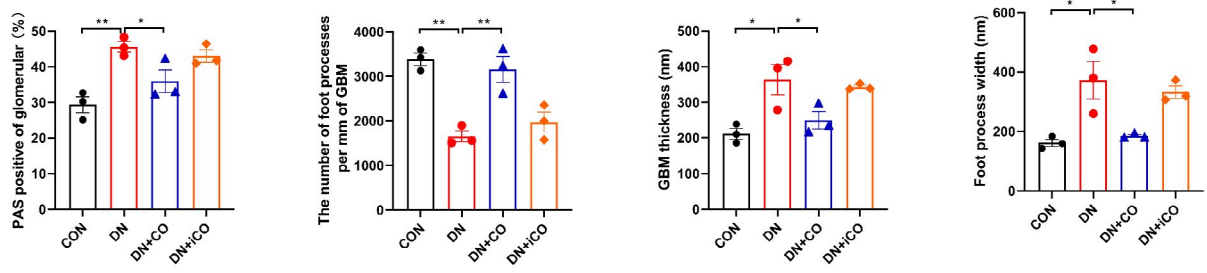 ** *
PAS positive of glomerular (%)
50
40
30
20
10
0
CON DN DN+CO DN+iCO
** **
The number of foot processes
per mm of GBM
4000
3000
2000
1000
0
CON DN DN+CO DN+iCO
* *
GBM thickness (nm)
500
400
300
200
100
0
CON DN DN+CO DN+iCO
* *
Foot process width (nm)
600
400
200
0
CON DN DN+CO DN+iCO